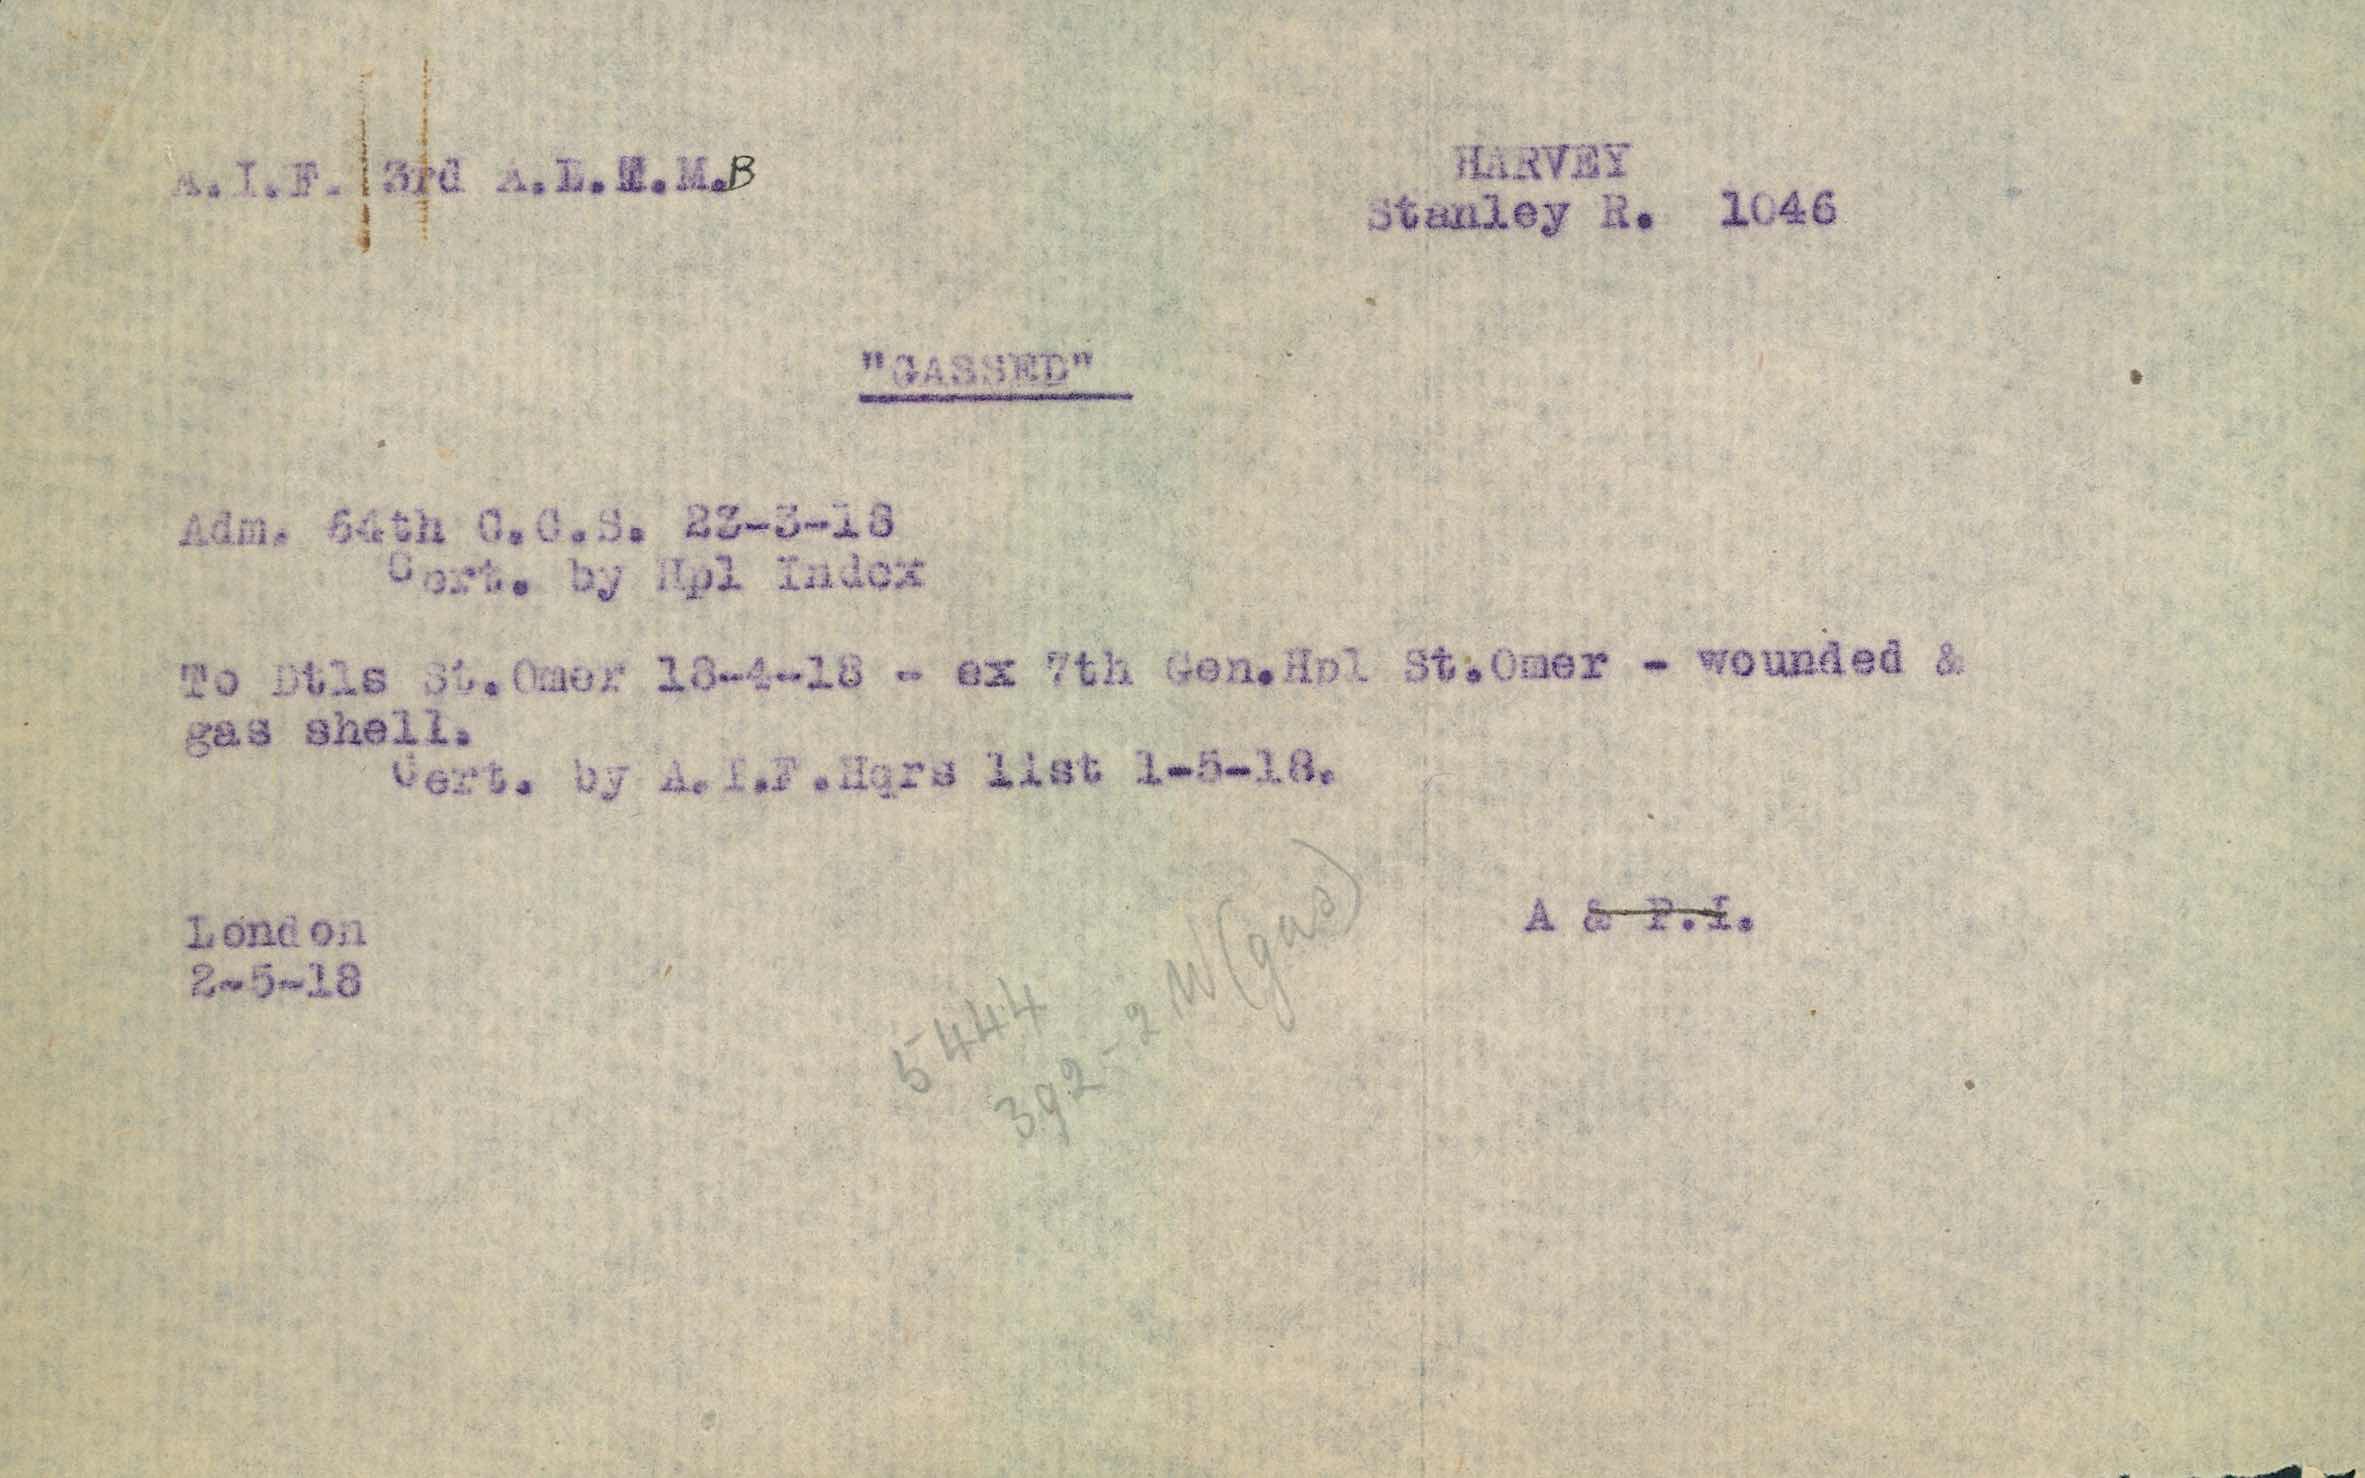 A.I.F. 3rd A.L.T.M.B
HARVEY
Stanley R. 1046
"GASSED"
Adm. 64th C.C.S. 23-3-18
Cert. by Hpl Index
To Dtls St.Omer 18-4-18 - ex 7th Gen.Hpl St.Omer - wounded &
gas shell.
Cert. by A.I.F.Hqrs list 1-5-18.
A & P.I.
London
2-5-18
5444
392-2 W (gas)